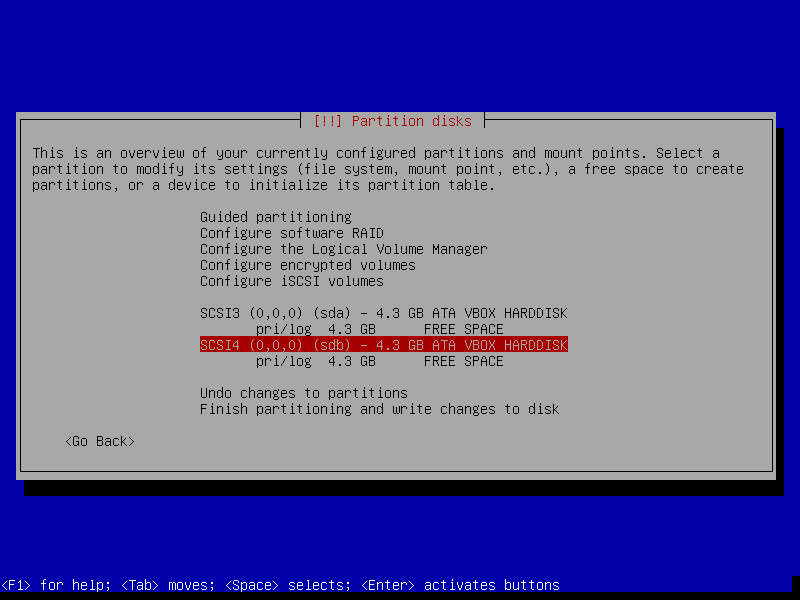 [!!] Partition disks
This is an overview of your currently configured partitions and mount points. Select a
partition to modify its settings (file system, mount point, etc.), a free space to create
partitions, or a device to initialize its partition table.
Guided partitioning
Configure software RAID
Configure the Logical Volume Manager
Configure encrypted volumes
Configure iSCSI volumes
SCSI3 (0,0,0) (sda) - 4.3 GB ATA VBOX HARDDISK
pri/log 4.3 GB FREE SPACE
SCSI4 (0,0,0) (sdb) - 4.3 GB ATA VBOX HARDDISK
pri/log 4.3 GB FREE SPACE
Undo changes to partitions
Finish partitioning and write changes to disk
<Go Back>
<F1> for help; <Tab> moves; <Space> selects; <Enter> activates buttons